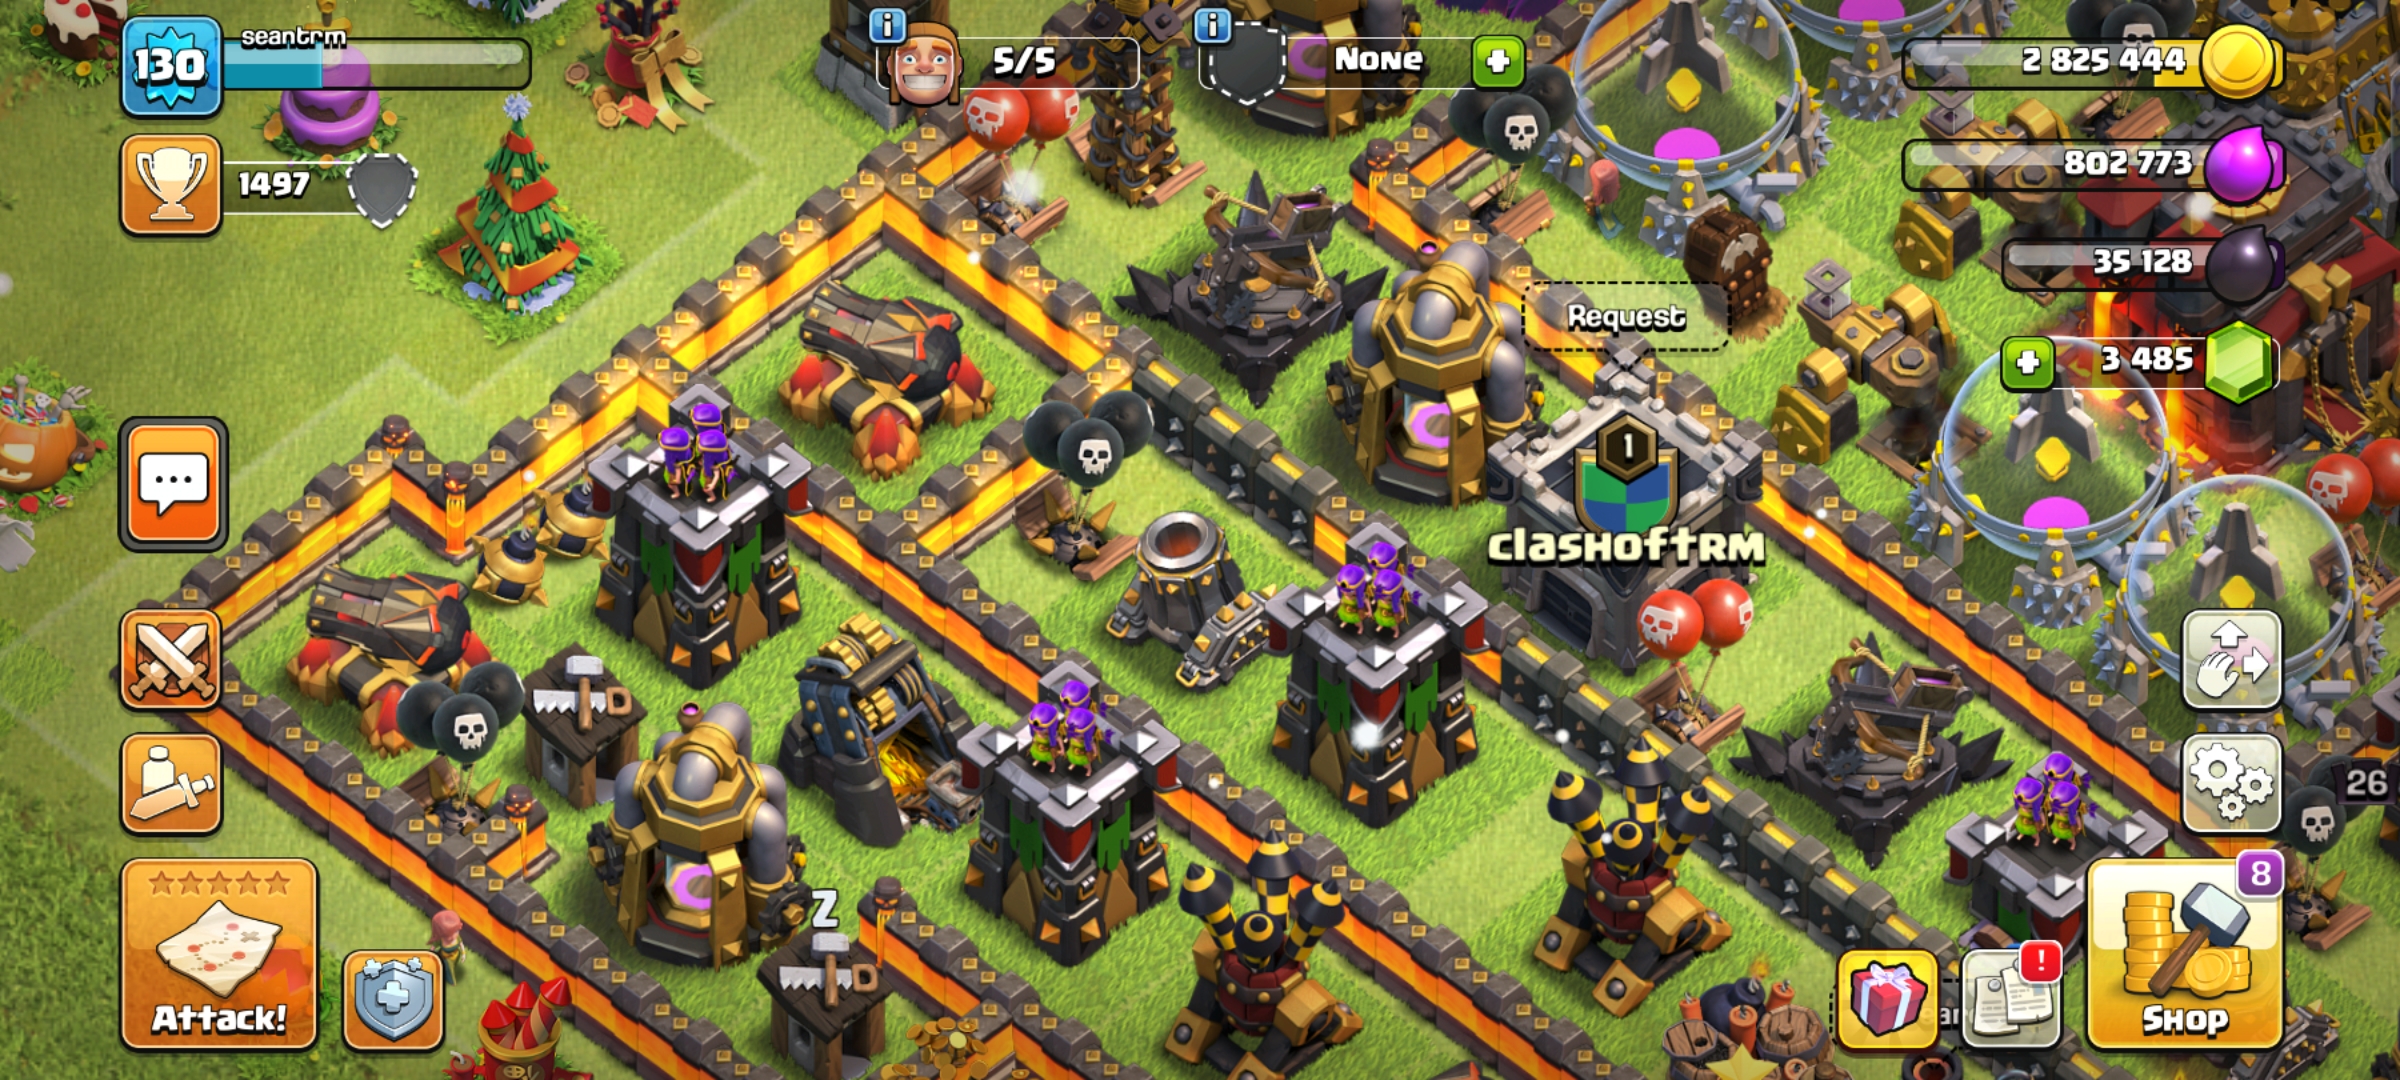 130
seantrm
5/5
None
2 825 444
1497
802 773
35 128
Request
3 485
1
clashoftRM
26
8
Z
!
Attack!
Shop